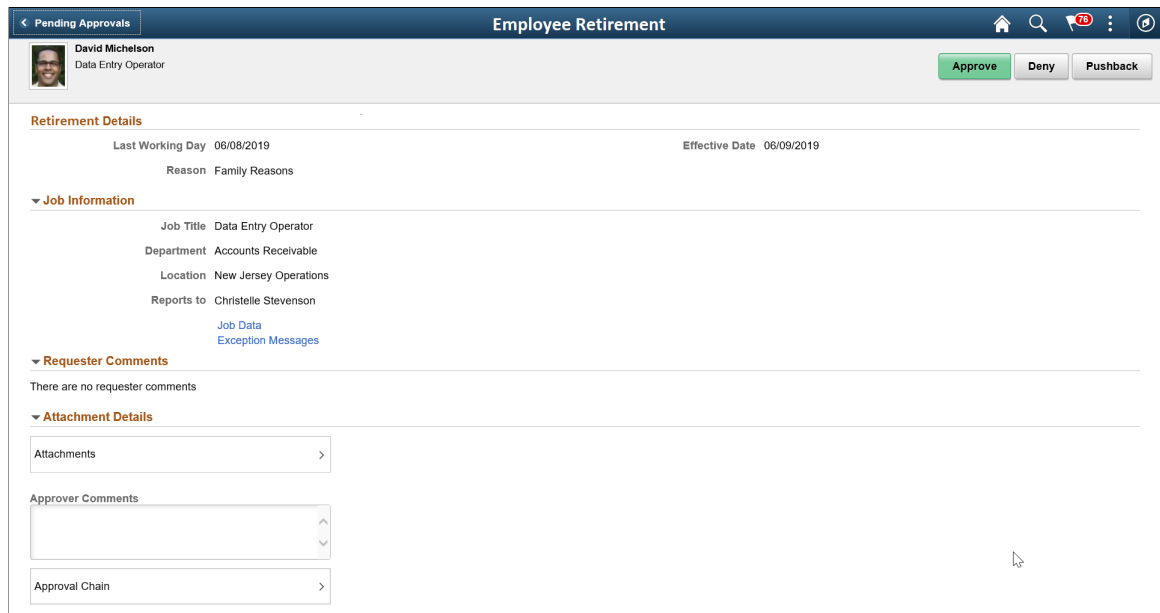 Pending Approvals
Employee Retirement
76
David Michelson
Data Entry Operator
Approve
Deny
Pushback
Retirement Details
Last Working Day 06/08/2019
Effective Date 06/09/2019
Reason Family Reasons
Job Information
Job Title Data Entry Operator
Department Accounts Receivable
Location New Jersey Operations
Reports to Christelle Stevenson
Job Data
Exception Messages
Requester Comments
There are no requester comments
Attachment Details
Attachments
Approver Comments
Approval Chain